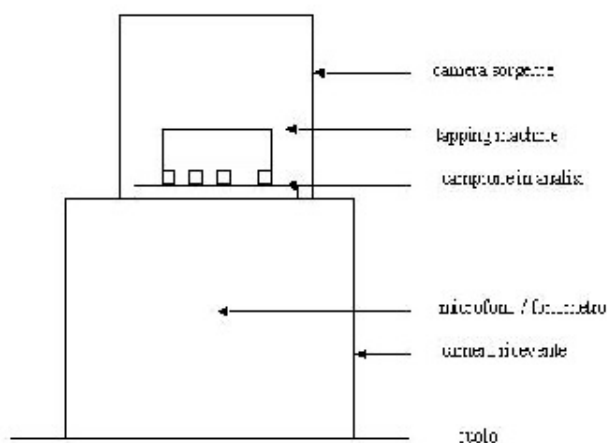 camera sorgente
tapping machine
campione in analisi
microfono / fonometro
camera ricevente
suolo